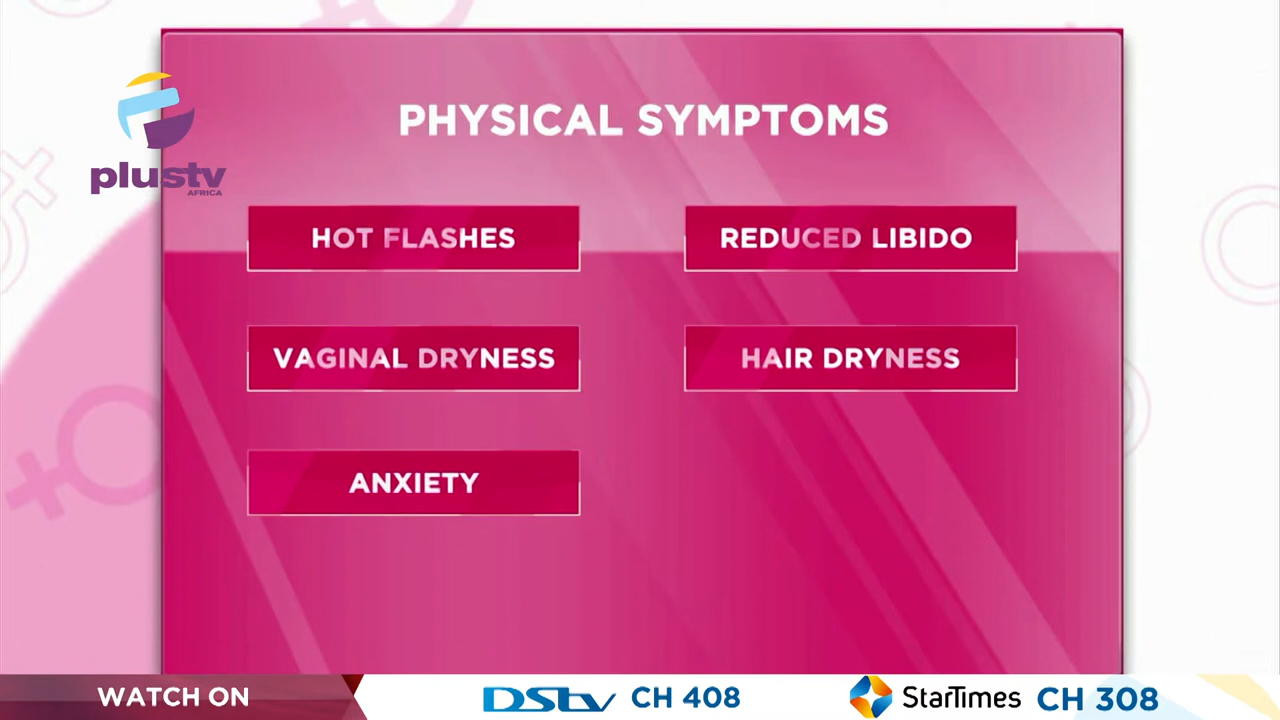 plustv
AFRICA
PHYSICAL SYMPTOMS
HOT FLASHES
REDUCED LIBIDO
VAGINAL DRYNESS
HAIR DRYNESS
ANXIETY
WATCH ON
DStv CH 408
StarTimes CH 308